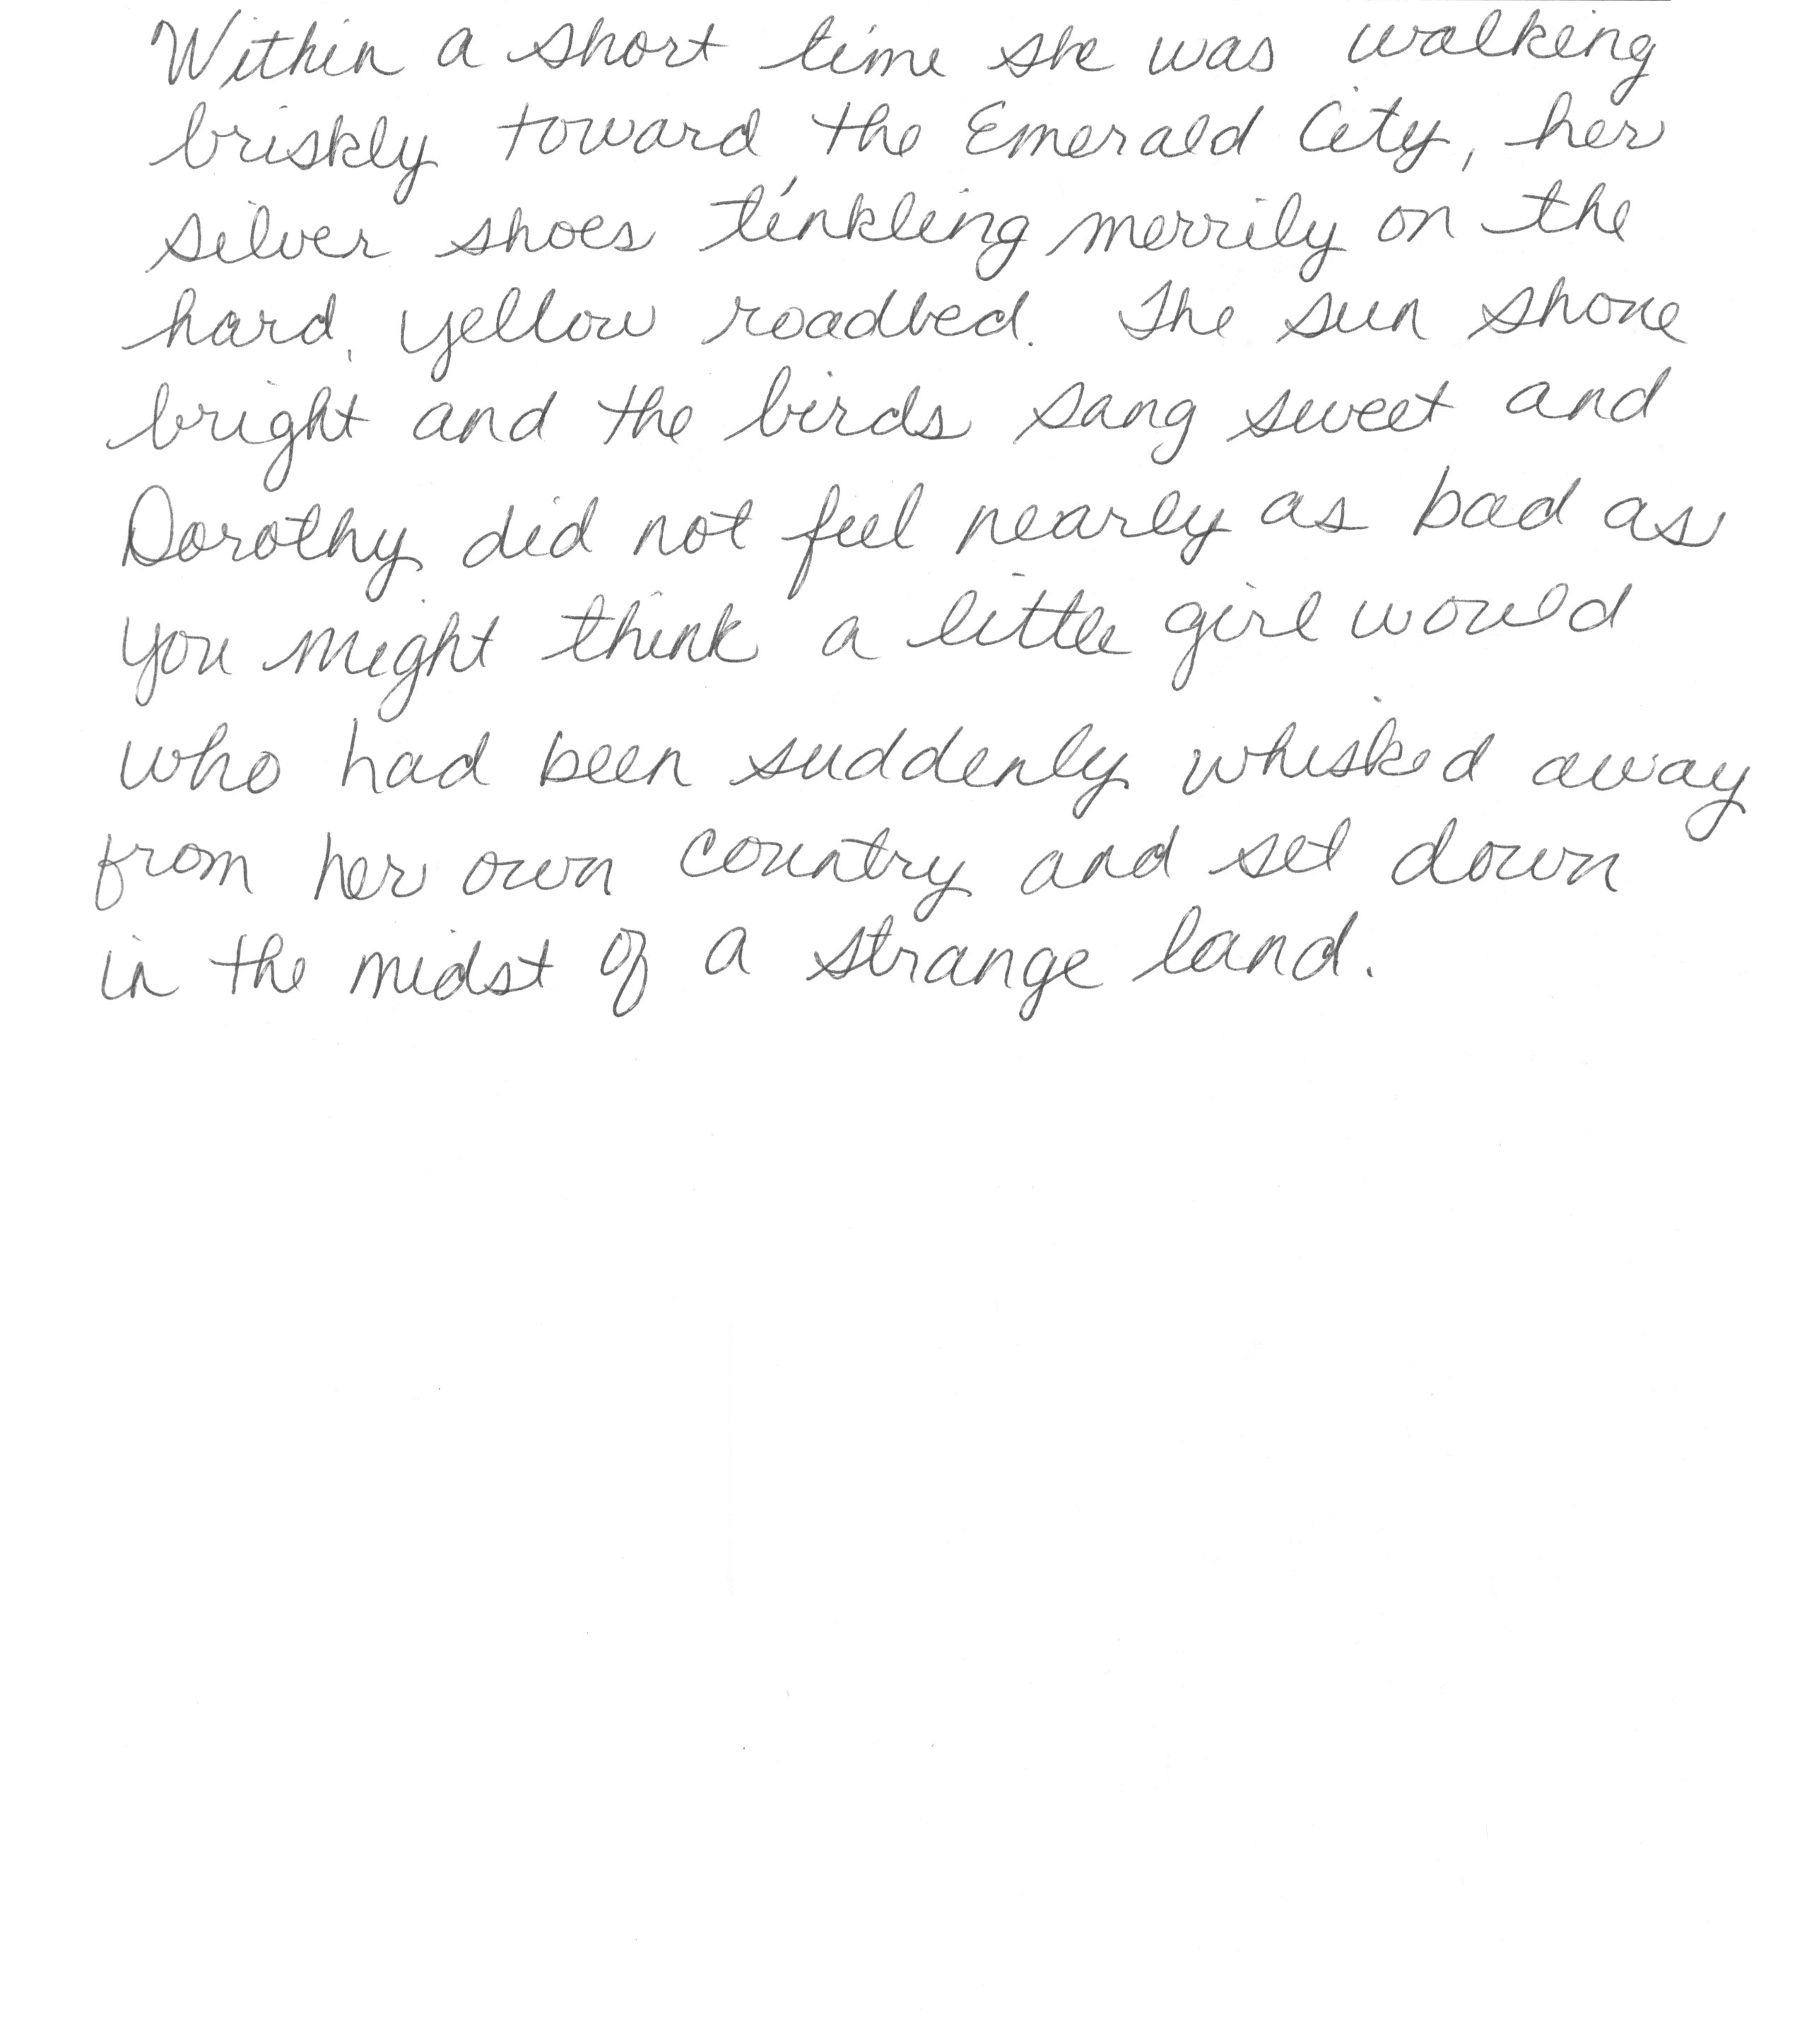 Within a short time she was walking
briskly toward the Emerald City, her
silver shoes tinkling merrily on the
hard, yellow roadbed. The sun shone
bright and the birds sang sweet and
Dorothy did not feel nearly as bad as
you might think a little girl would
who had been suddenly whisked away
from her own country and set down
in the midst of a strange land.